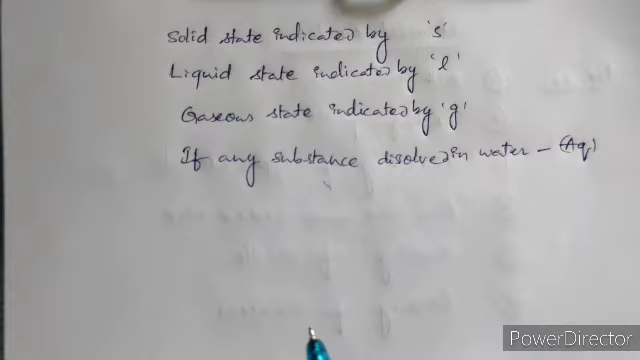 Solid state indicated by 's'
Liquid state indicated by 'l'
Gaseous state indicated by 'g'
If any substance disolved in water - (Aq)
PowerDirector